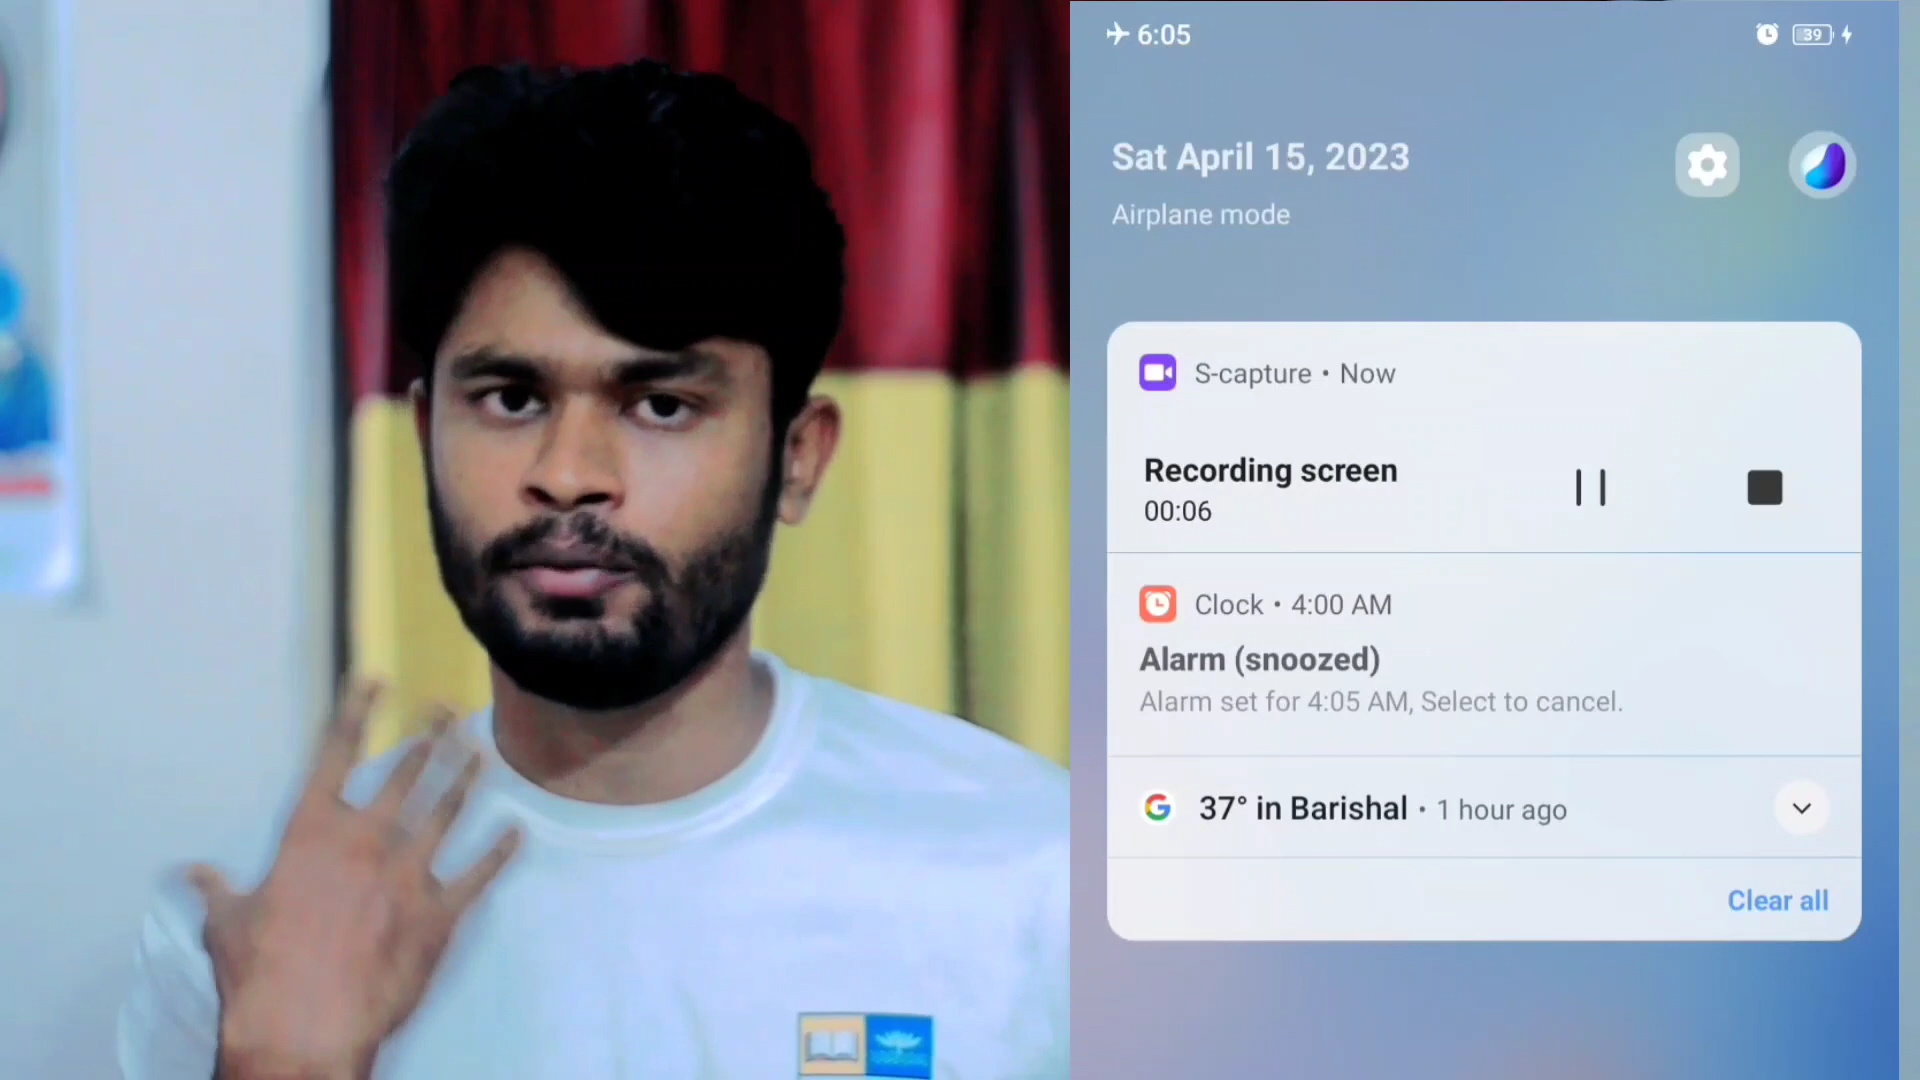 6:05
39
Sat April 15, 2023
Airplane mode
S-capture • Now
Recording screen
00:06
Clock • 4:00 AM
Alarm (snoozed)
Alarm set for 4:05 AM, Select to cancel.
37° in Barishal • 1 hour ago
Clear all